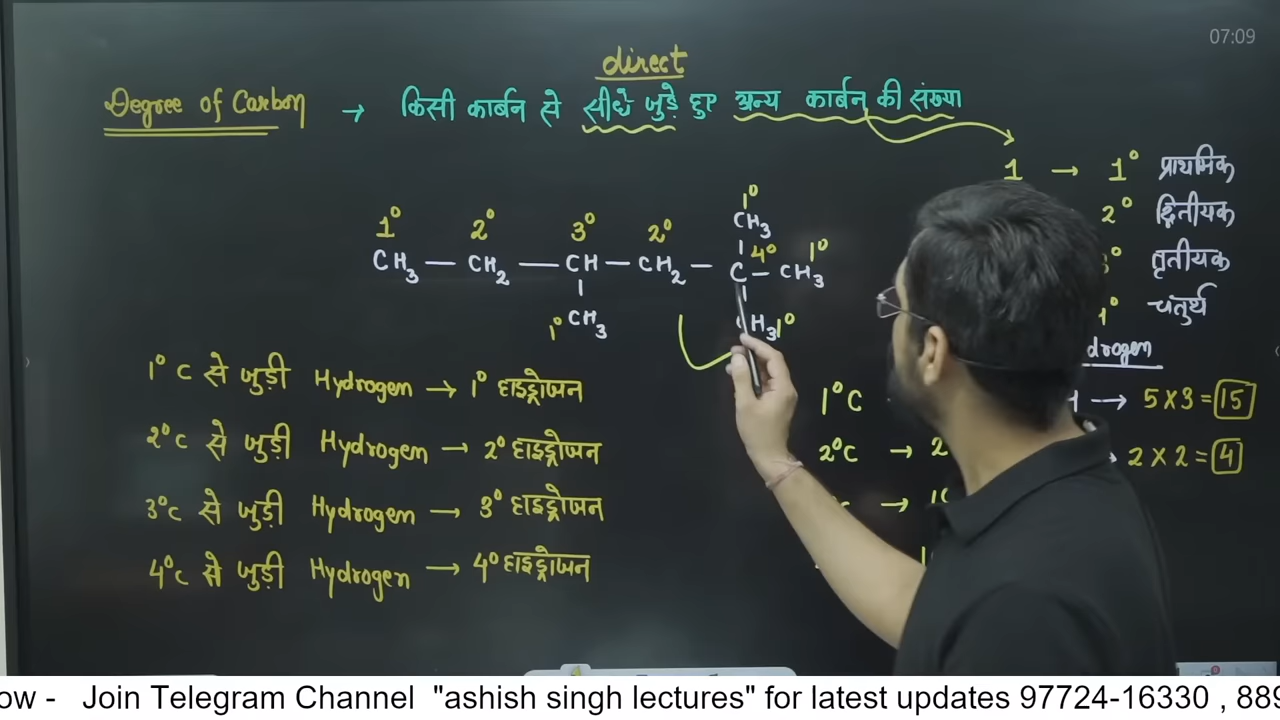 07:09
direct
Degree of Carbon → किसी कार्बन से सीधे जुड़े हुए अन्य कार्बन की संख्या
1 → 1° प्राथमिक
2° द्वितीयक
3° तृतीयक
चतुर्थ
1° 2° 3° 2° 1° 4° 1°
CH₃
CH₃ — CH₂ — CH — CH₂ — C — CH₃
1° CH₃ CH₃ 1°
1° C से जुड़ी Hydrogen → 1° हाइड्रोजन
2° C से जुड़ी Hydrogen → 2° हाइड्रोजन
3° C से जुड़ी Hydrogen → 3° हाइड्रोजन
4° C से जुड़ी Hydrogen → 4° हाइड्रोजन
1° C → 5 × 3 = 15
2° C → 2 2 × 2 = 4
→ 1C
Join Telegram Channel "ashish singh lectures" for latest updates 97724-16330 ,